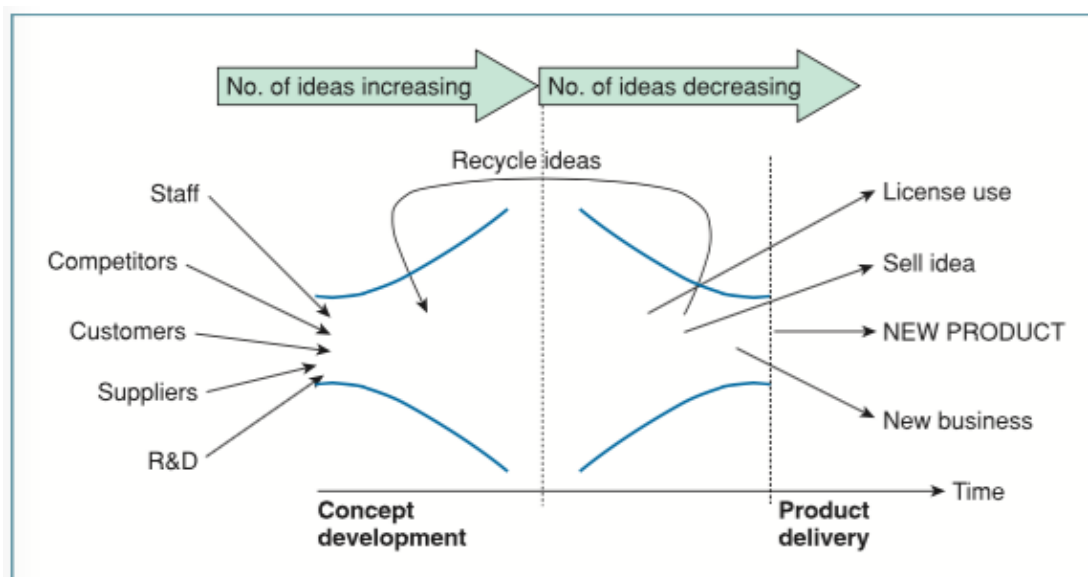 No. of ideas increasing
No. of ideas decreasing
Recycle ideas
Staff
Competitors
Customers
Suppliers
R&D
License use
Sell idea
NEW PRODUCT
New business
Time
Concept
development
Product
delivery